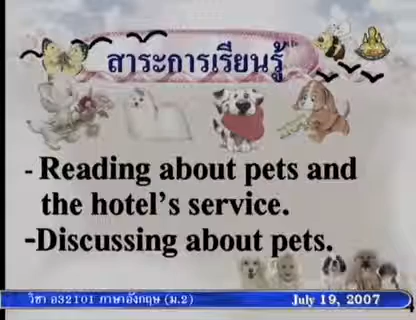 สาระการเรียนรู้
- Reading about pets and
the hotel's service.
-Discussing about pets.
วิชา อ32101 ภาษาอังกฤษ (ม.2) July 19, 2007